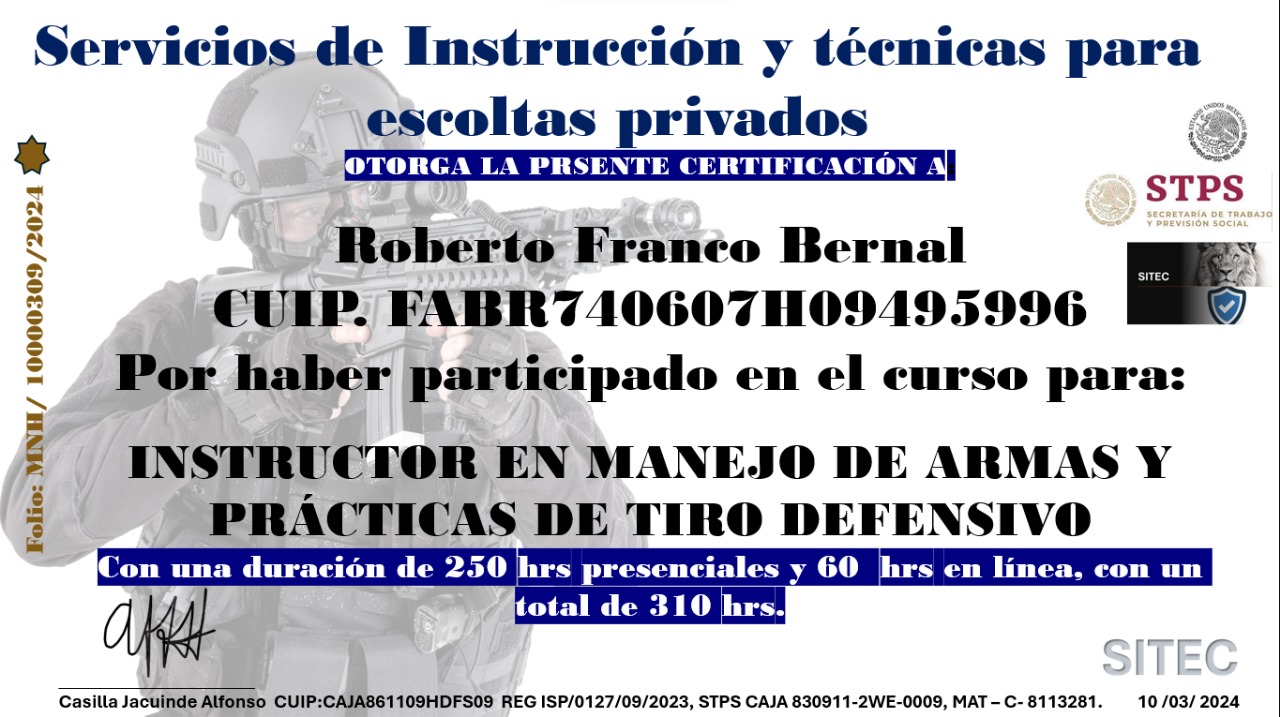 Servicios de Instrucción y técnicas para
escoltas privados
OTORGA LA PRSENTE CERTIFICACIÓN A:
Folio: MNH/ 10000309/2024
ESTADOS UNIDOS MEXICANOS
STPS
SECRETARÍA DE TRABAJO
Y PREVISIÓN SOCIAL
SITEC
Roberto Franco Bernal
CUIP. FABR740607H09495996
Por haber participado en el curso para:
INSTRUCTOR EN MANEJO DE ARMAS Y
PRÁCTICAS DE TIRO DEFENSIVO
Con una duración de 250 hrs presenciales y 60 hrs en línea, con un
total de 310 hrs.
SITEC
Casilla Jacuinde Alfonso CUIP:CAJA861109HDFS09 REG ISP/0127/09/2023, STPS CAJA 830911-2WE-0009, MAT – C- 8113281. 10 /03/ 2024